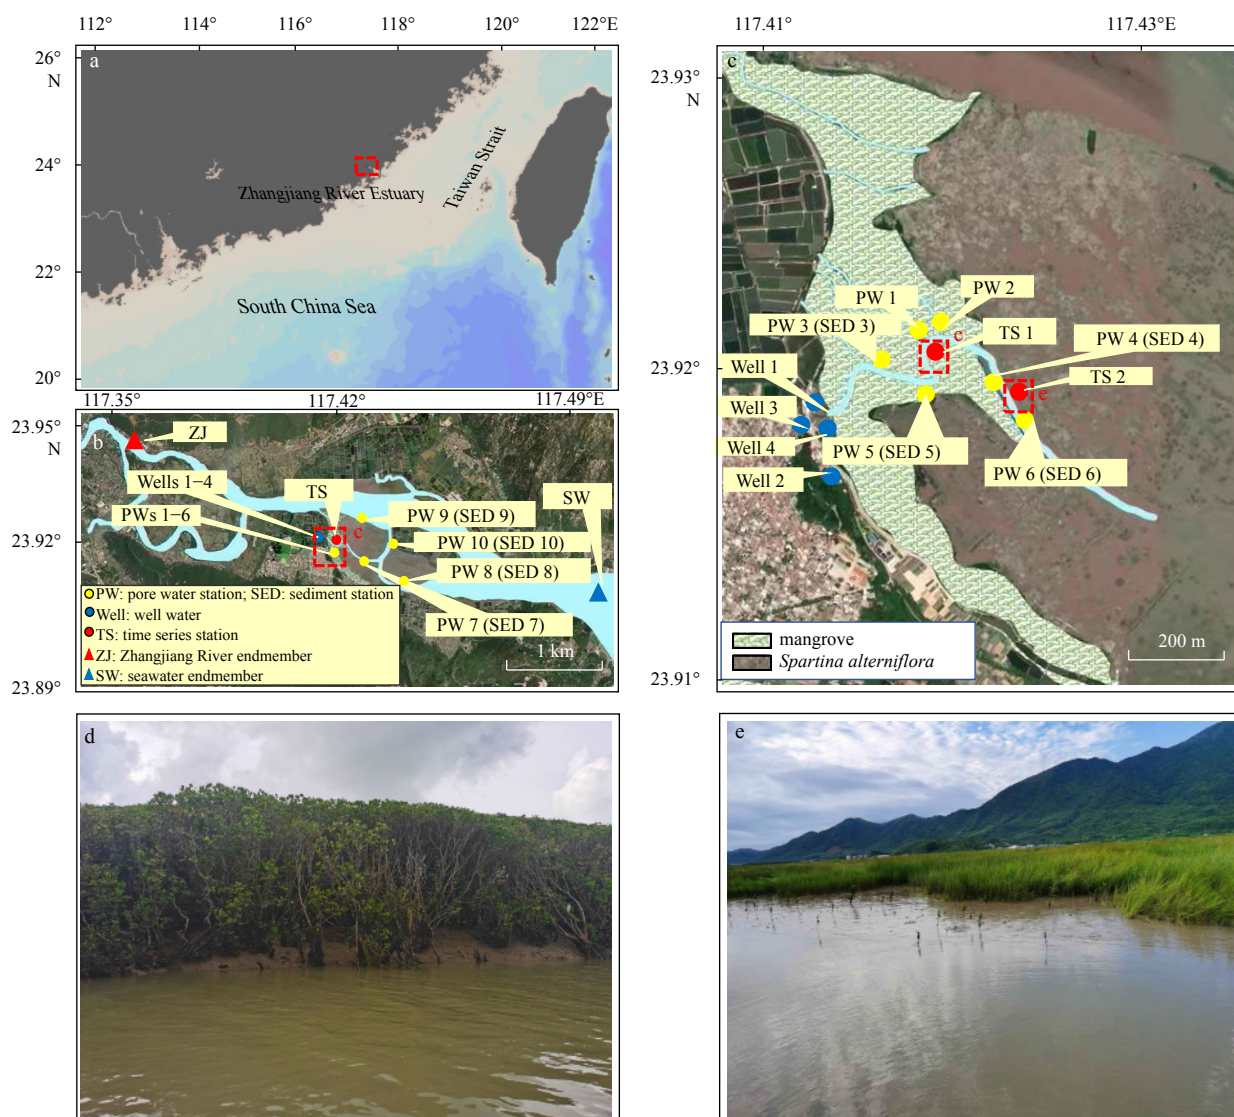 112° 114° 116° 118° 120° 122°E
26°
N
24°
22°
20°
a
Zhangjiang River Estuary
Taiwan Strait
South China Sea
117.35° 117.42° 117.49°E
23.95°
N
23.92°
23.89°
b
ZJ
Wells 1−4
TS
PWs 1−6
c
SW
PW 9 (SED 9)
PW 10 (SED 10)
PW 8 (SED 8)
PW 7 (SED 7)
PW: pore water station; SED: sediment station
Well: well water
TS: time series station
ZJ: Zhangjiang River endmember
SW: seawater endmember
1 km
117.41° 117.43°E
23.93°
N
23.92°
23.91°
c
PW 1
PW 2
PW 3 (SED 3)
c
TS 1
PW 4 (SED 4)
Well 1
TS 2
e
Well 3
Well 4
PW 5 (SED 5)
Well 2
PW 6 (SED 6)
mangrove
Spartina alterniflora
200 m
d
e